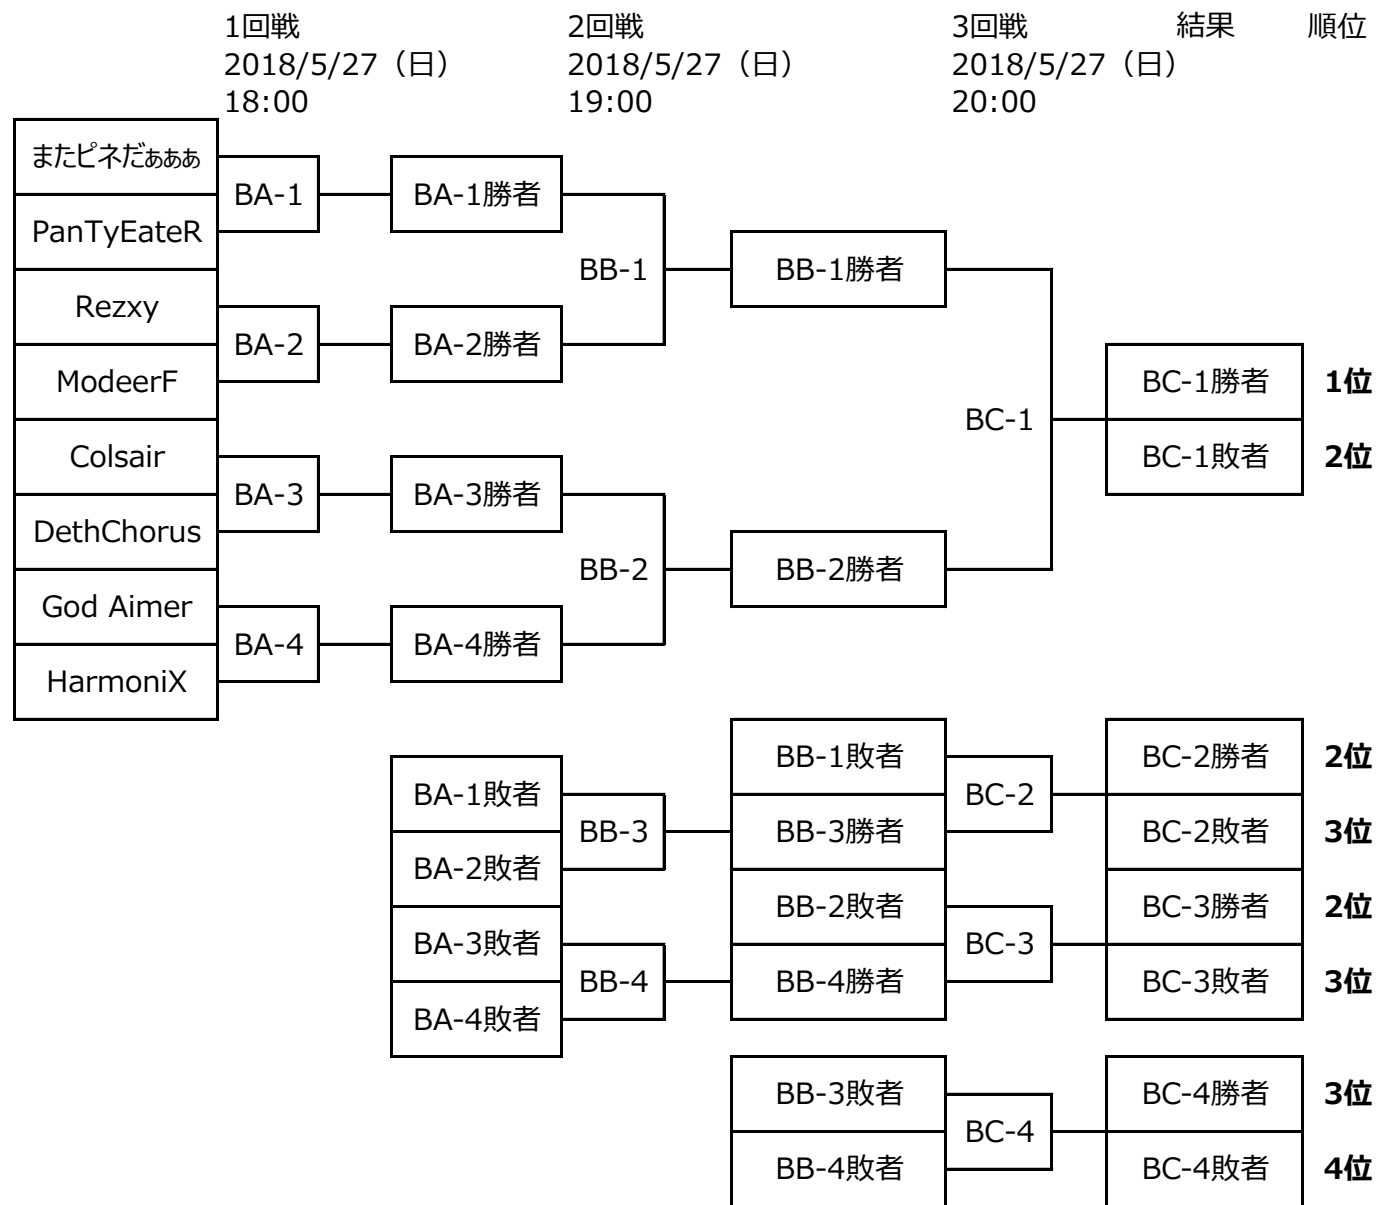 1回戦
2018/5/27（日）
18:00
2回戦
2018/5/27（日）
19:00
3回戦
2018/5/27（日）
20:00
結果
順位
またピネだぁぁぁ
PanTyEateR
Rezxy
ModeerF
Colsair
DethChorus
God Aimer
HarmoniX
BA-1
BA-2
BA-3
BA-4
BA-1勝者
BA-2勝者
BA-3勝者
BA-4勝者
BB-1
BB-2
BB-1勝者
BB-2勝者
BC-1
BC-1勝者
1位
BC-1敗者
2位
BA-1敗者
BA-2敗者
BA-3敗者
BA-4敗者
BB-3
BB-4
BB-1敗者
BB-3勝者
BB-2敗者
BB-4勝者
BC-2
BC-3
BC-2勝者
2位
BC-2敗者
3位
BC-3勝者
2位
BC-3敗者
3位
BB-3敗者
BB-4敗者
BC-4
BC-4勝者
3位
BC-4敗者
4位